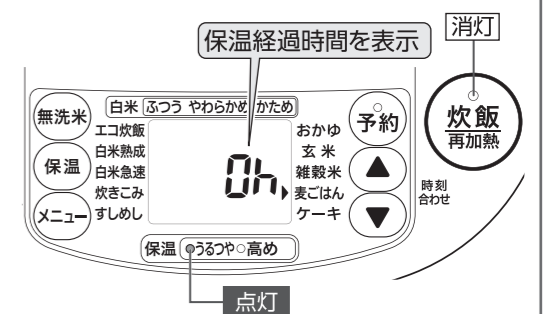 保温経過時間を表示
消灯
無洗米
白米 ふつう やわらかめ かため
予約
炊飯
再加熱
エコ炊飯
白米熟成
白米急速
炊きこみ
すしめし
0h
おかゆ
玄米
雑穀米
麦ごはん
ケーキ
保温
メニュー
▲
▼
時刻
合わせ
保温 うるつや 高め
点灯